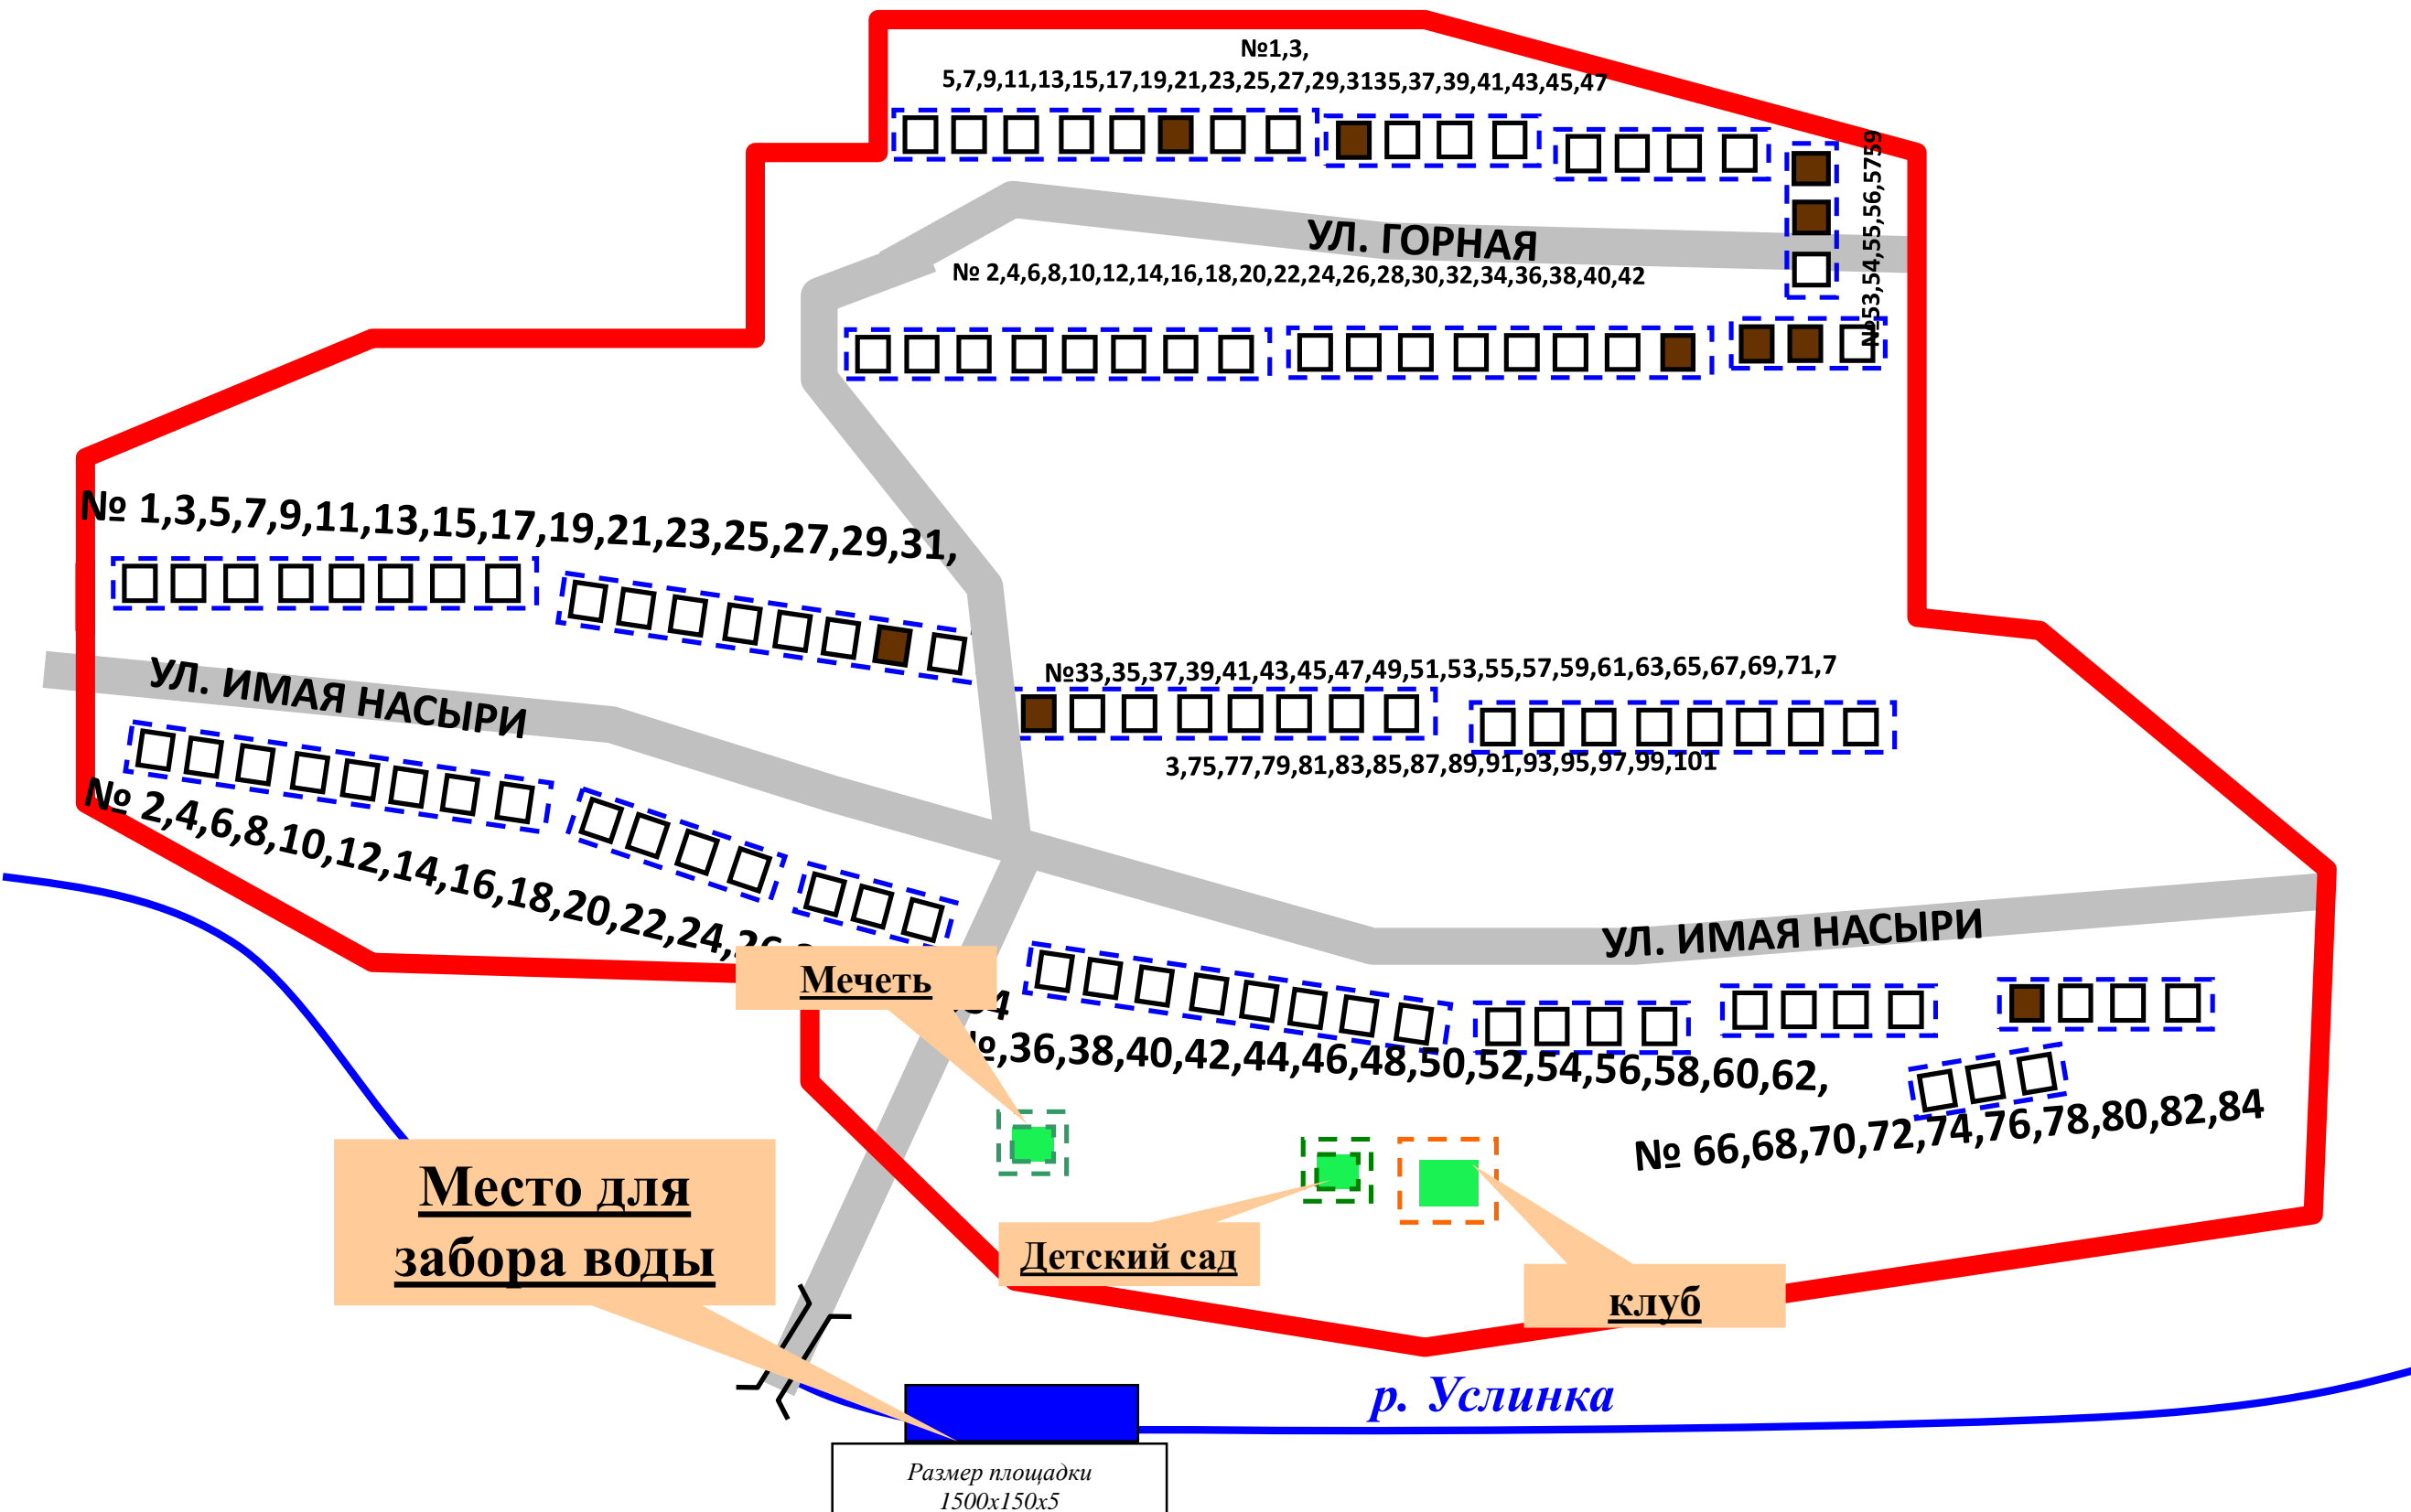 №1,3,
5,7,9,11,13,15,17,19,21,23,25,27,29,3135,37,39,41,43,45,47
№53,54,55,56,5759
УЛ. ГОРНАЯ
№ 2,4,6,8,10,12,14,16,18,20,22,24,26,28,30,32,34,36,38,40,42
№ 1,3,5,7,9,11,13,15,17,19,21,23,25,27,29,31,
УЛ. ИМАЯ НАСЫРИ
№33,35,37,39,41,43,45,47,49,51,53,55,57,59,61,63,65,67,69,71,7
3,75,77,79,81,83,85,87,89,91,93,95,97,99,101
№ 2,4,6,8,10,12,14,16,18,20,22,24,
УЛ. ИМАЯ НАСЫРИ
Мечеть
№,36,38,40,42,44,46,48,50,52,54,56,58,60,62,
№ 66,68,70,72,74,76,78,80,82,84
Место для
забора воды
Детский сад
клуб
р. Услинка
Размер площадки
1500х150х5